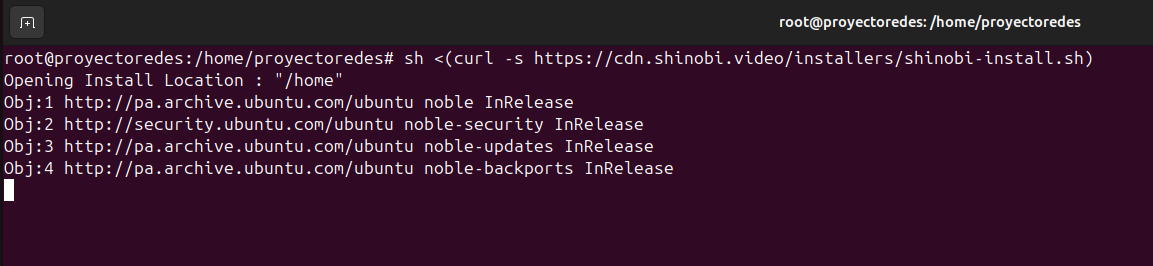 root@proyectoredes: /home/proyectoredes
root@proyectoredes:/home/proyectoredes# sh <(curl -s https://cdn.shinobi.video/installers/shinobi-install.sh)
Opening Install Location : "/home"
Obj:1 http://pa.archive.ubuntu.com/ubuntu noble InRelease
Obj:2 http://security.ubuntu.com/ubuntu noble-security InRelease
Obj:3 http://pa.archive.ubuntu.com/ubuntu noble-updates InRelease
Obj:4 http://pa.archive.ubuntu.com/ubuntu noble-backports InRelease